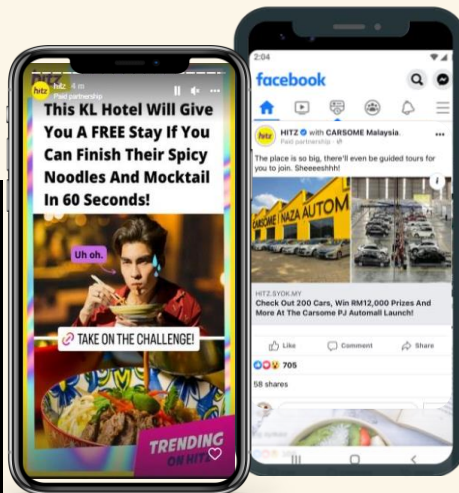 hitz
hitz 4 m
Paid partnership
This KL Hotel Will Give
You A FREE Stay If You
Can Finish Their Spicy
Noodles And Mocktail
In 60 Seconds!
Uh oh.
TAKE ON THE CHALLENGE!
TRENDING
ON HITZ
2:04
facebook
hitz
HITZ with CARSOME Malaysia.
Paid partnership
The place is so big, there'll even be guided tours for
you to join. Sheeeeshhh!
CARSOME NAZA AUTOM
HITZ.SYOK.MY
Check Out 200 Cars, Win RM12,000 Prizes And
More At The Carsome PJ Automall Launch!
Like Comment Share
705
58 shares